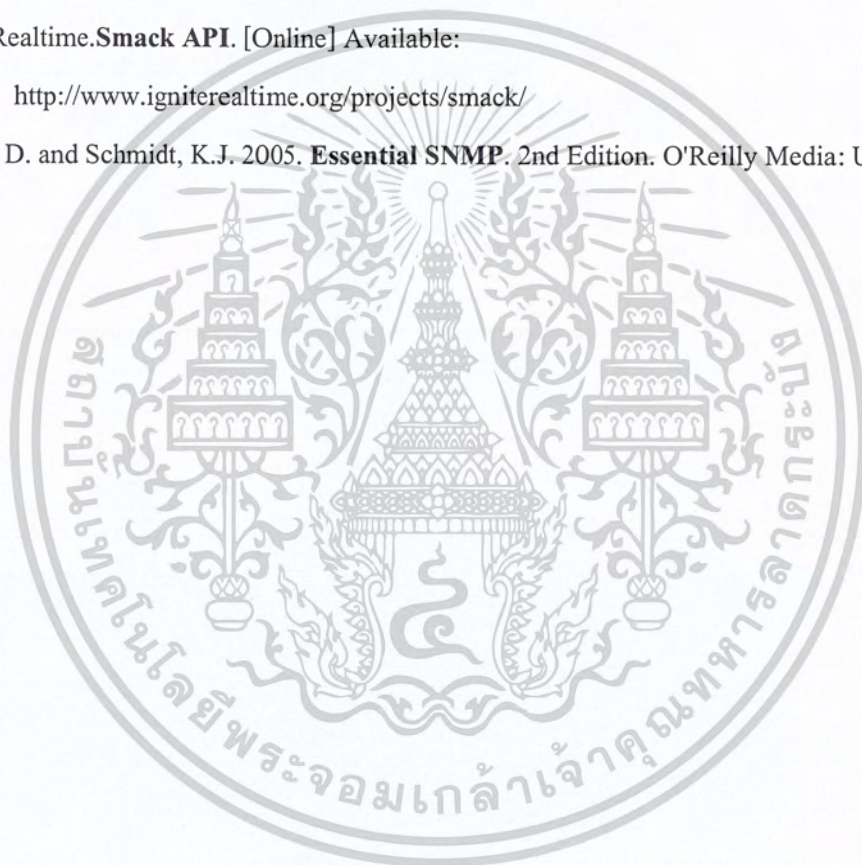 Realtime.Smack API. [Online] Available:
http://www.igniterealtime.org/projects/smack/
D. and Schmidt, K.J. 2005. Essential SNMP. 2nd Edition. O'Reilly Media: U
สถาบันเทคโนโลยีพระจอมเกล้าเจ้าคุณทหารลาดกระบัง